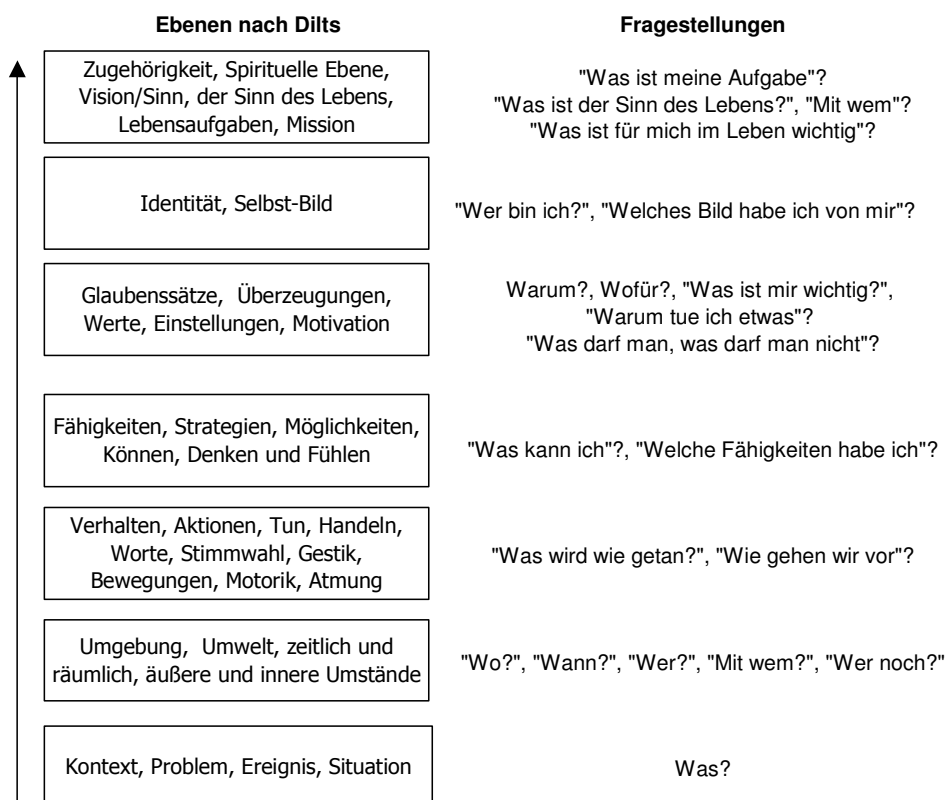 Ebenen nach Dilts
Fragestellungen
Zugehörigkeit, Spirituelle Ebene,
Vision/Sinn, der Sinn des Lebens,
Lebensaufgaben, Mission
"Was ist meine Aufgabe"?
"Was ist der Sinn des Lebens?", "Mit wem"?
"Was ist für mich im Leben wichtig"?
Identität, Selbst-Bild
"Wer bin ich?", "Welches Bild habe ich von mir"?
Glaubenssätze, Überzeugungen,
Werte, Einstellungen, Motivation
Warum?, Wofür?, "Was ist mir wichtig?",
"Warum tue ich etwas"?
"Was darf man, was darf man nicht"?
Fähigkeiten, Strategien, Möglichkeiten,
Können, Denken und Fühlen
"Was kann ich"?, "Welche Fähigkeiten habe ich"?
Verhalten, Aktionen, Tun, Handeln,
Worte, Stimmwahl, Gestik,
Bewegungen, Motorik, Atmung
"Was wird wie getan?", "Wie gehen wir vor"?
Umgebung, Umwelt, zeitlich und
räumlich, äußere und innere Umstände
"Wo?", "Wann?", "Wer?", "Mit wem?", "Wer noch?"
Kontext, Problem, Ereignis, Situation
Was?